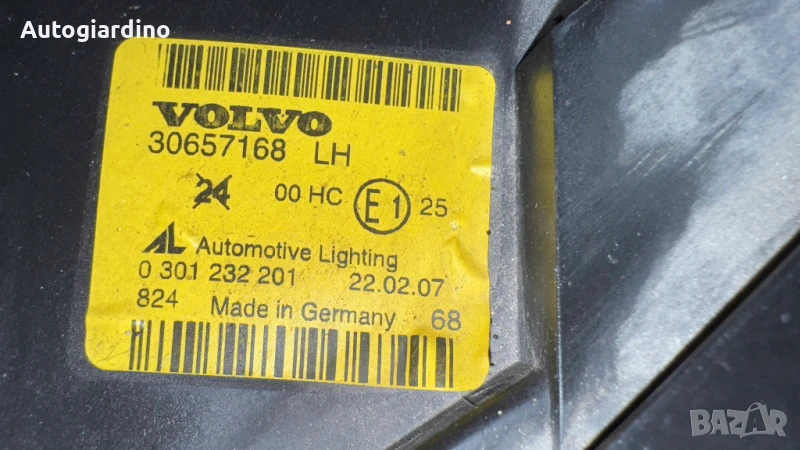 Autogiardino
VOLVO
30657168 LH
24 00 HC E1 25
AL Automotive Lighting
0 301 232 201 22.02.07
824 Made in Germany 68
BAZAR